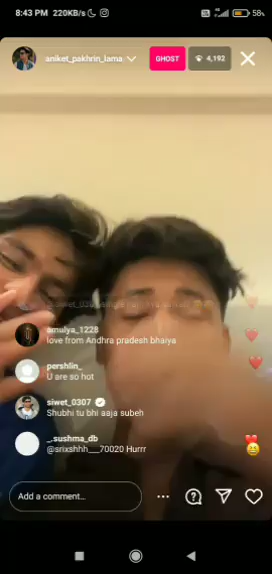 8:43 PM 220KB/s
58%
aniket_pakhrin_lama
GHOST
4,192
amulya_1228
love from Andhra pradesh bhaiya
pershlin_
U are so hot
siwet_0307
Shubhi tu bhi aaja subeh
_.sushma_db
@srixshhh___70020 Hurrr
Add a comment...